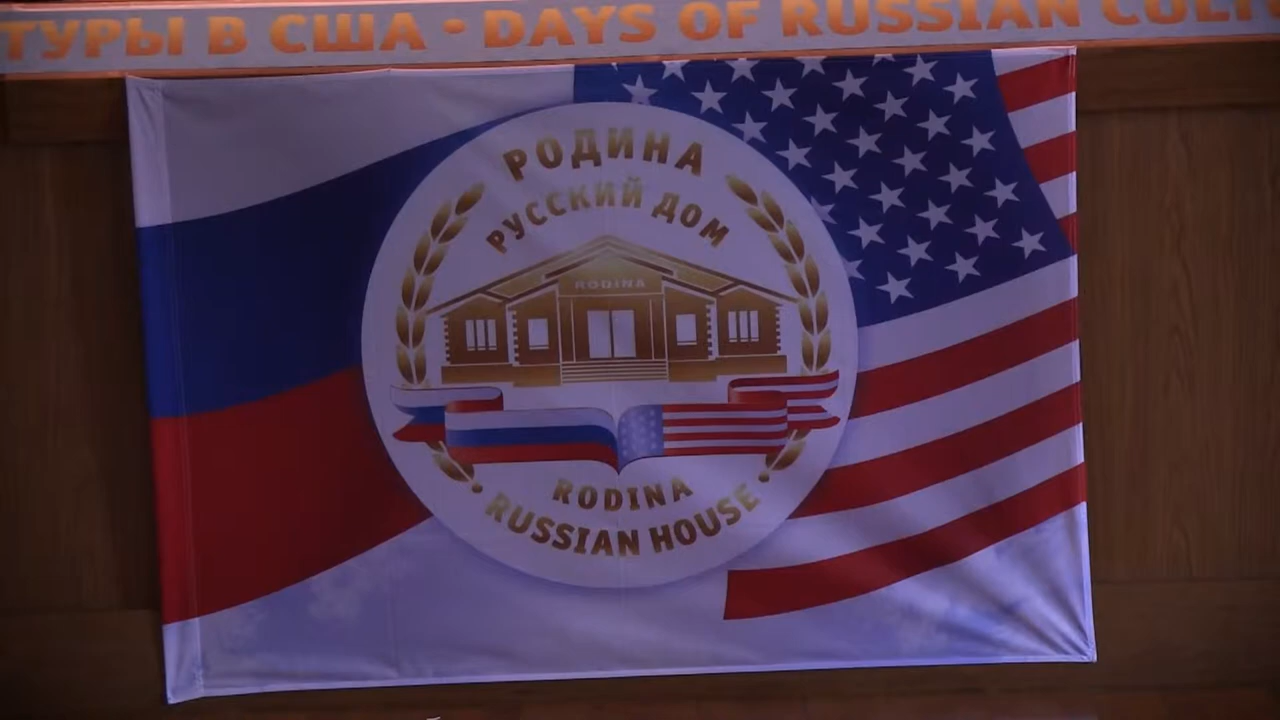 ТУРЫ В США • DAYS OF RUSSIAN
РОДИНА
РУССКИЙ ДОМ
RODINA
RODINA
• RUSSIAN HOUSE •